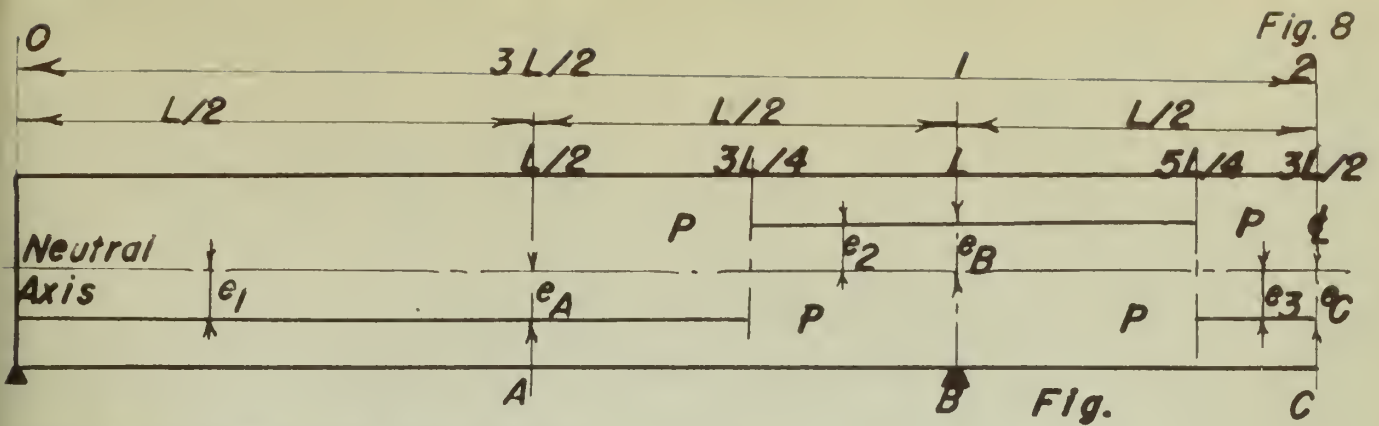 Fig. 8
0
3L/2
1
2
L/2
L/2
L/2
L/2
3L/4
L
5L/4
3L/2
P
P
℄
Neutral
Axis
e1
eA
e2
eB
P
P
e3
eC
A
B
Fig.
C